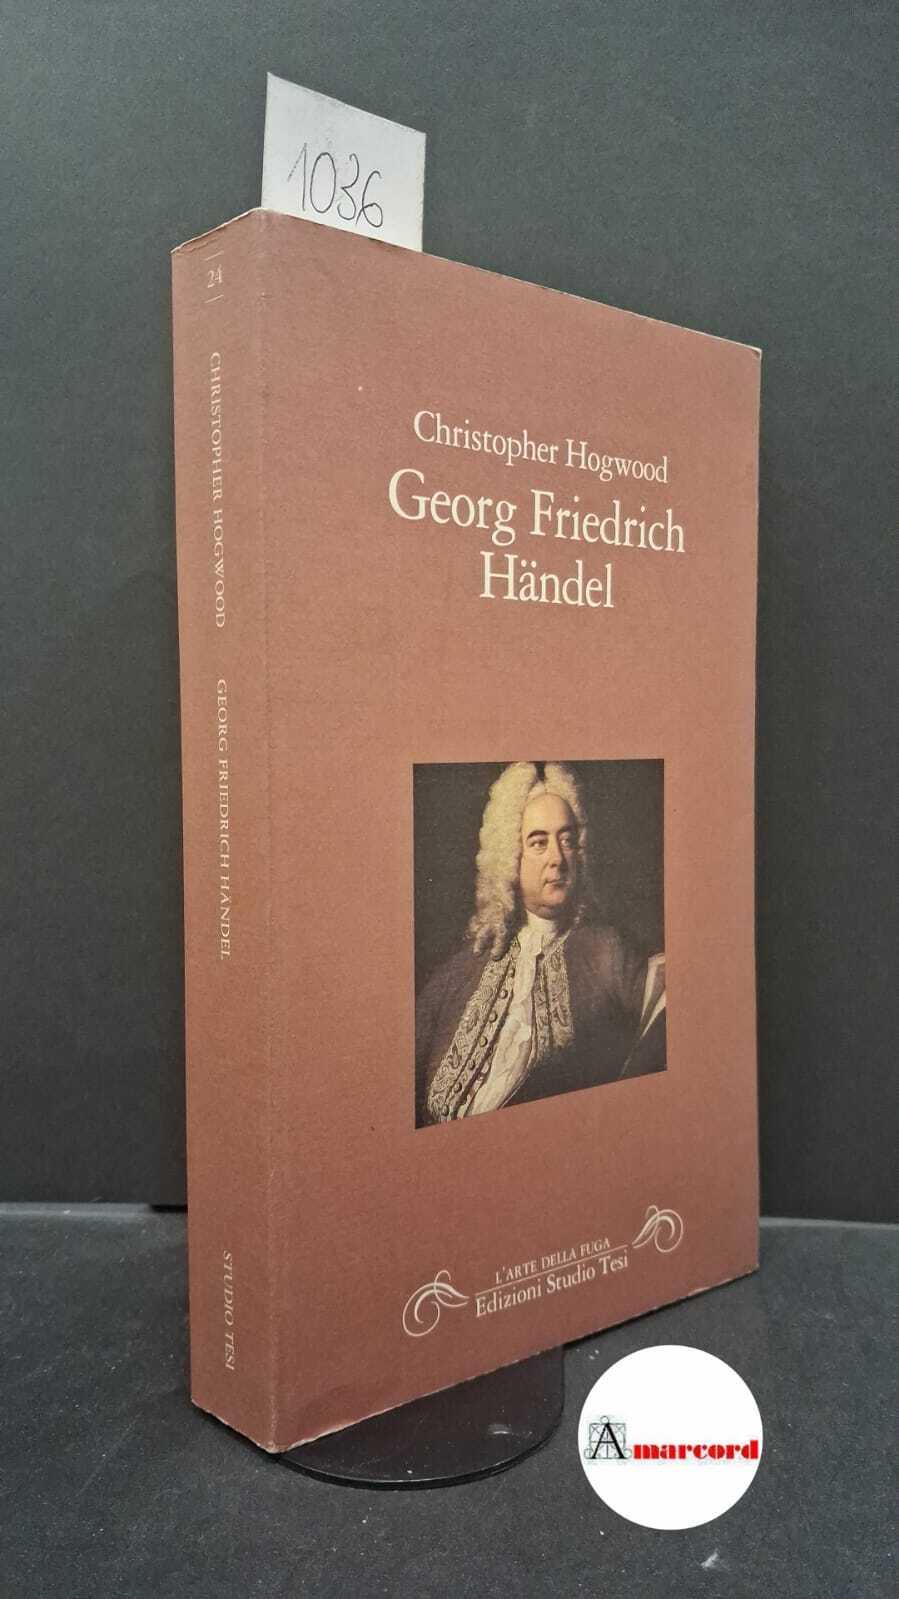 1036
24
CHRISTOPHER HOGWOOD
GEORG FRIEDRICH HÄNDEL
STUDIO TESI
Christopher Hogwood
Georg Friedrich
Händel
L'ARTE DELLA FUGA
Edizioni Studio Tesi
Amarcord